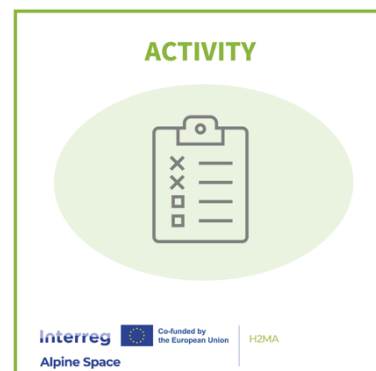 ACTIVITY
Interreg
Co-funded by
the European Union
H2MA
Alpine Space